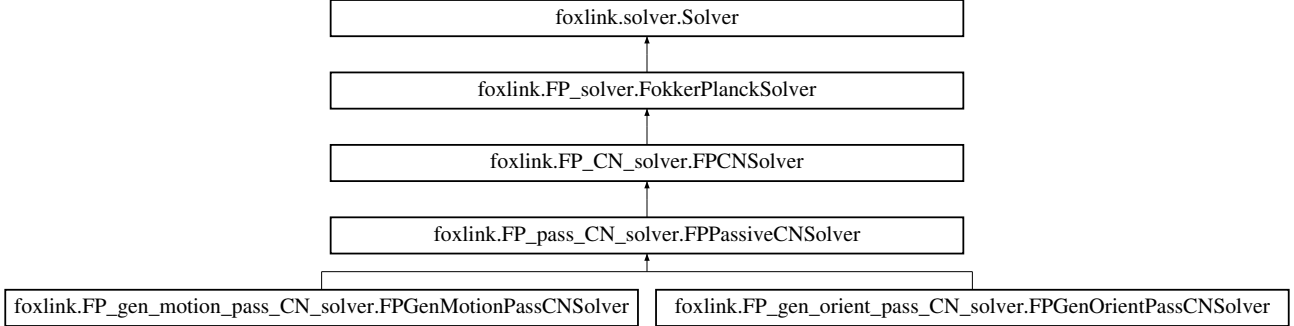 foxlink.solver.Solver
foxlink.FP_solver.FokkerPlanckSolver
foxlink.FP_CN_solver.FPCNSolver
foxlink.FP_pass_CN_solver.FPPassiveCNSolver
foxlink.FP_gen_motion_pass_CN_solver.FPGenMotionPassCNSolver
foxlink.FP_gen_orient_pass_CN_solver.FPGenOrientPassCNSolver